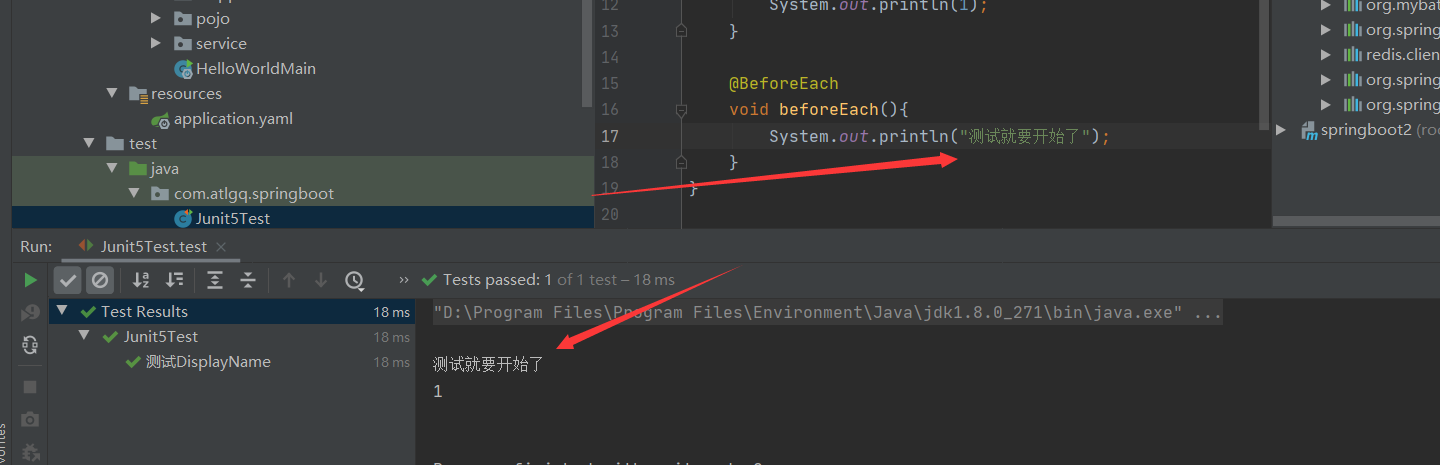 pojo
service
HelloWorldMain
resources
application.yaml
test
java
com.atlgq.springboot
Junit5Test
12 System.out.println(1);
13 }
14
15 @BeforeEach
16 void beforeEach(){
17 System.out.println("测试就要开始了");
18 }
19 }
20
org.mybat
org.spring
redis.clien
org.spring
org.spring
springboot2 (roo
Run: Junit5Test.test ×
» Tests passed: 1 of 1 test – 18 ms
Test Results 18 ms
Junit5Test 18 ms
测试DisplayName 18 ms
"D:\Program Files\Program Files\Environment\Java\jdk1.8.0_271\bin\java.exe" ...
测试就要开始了
1